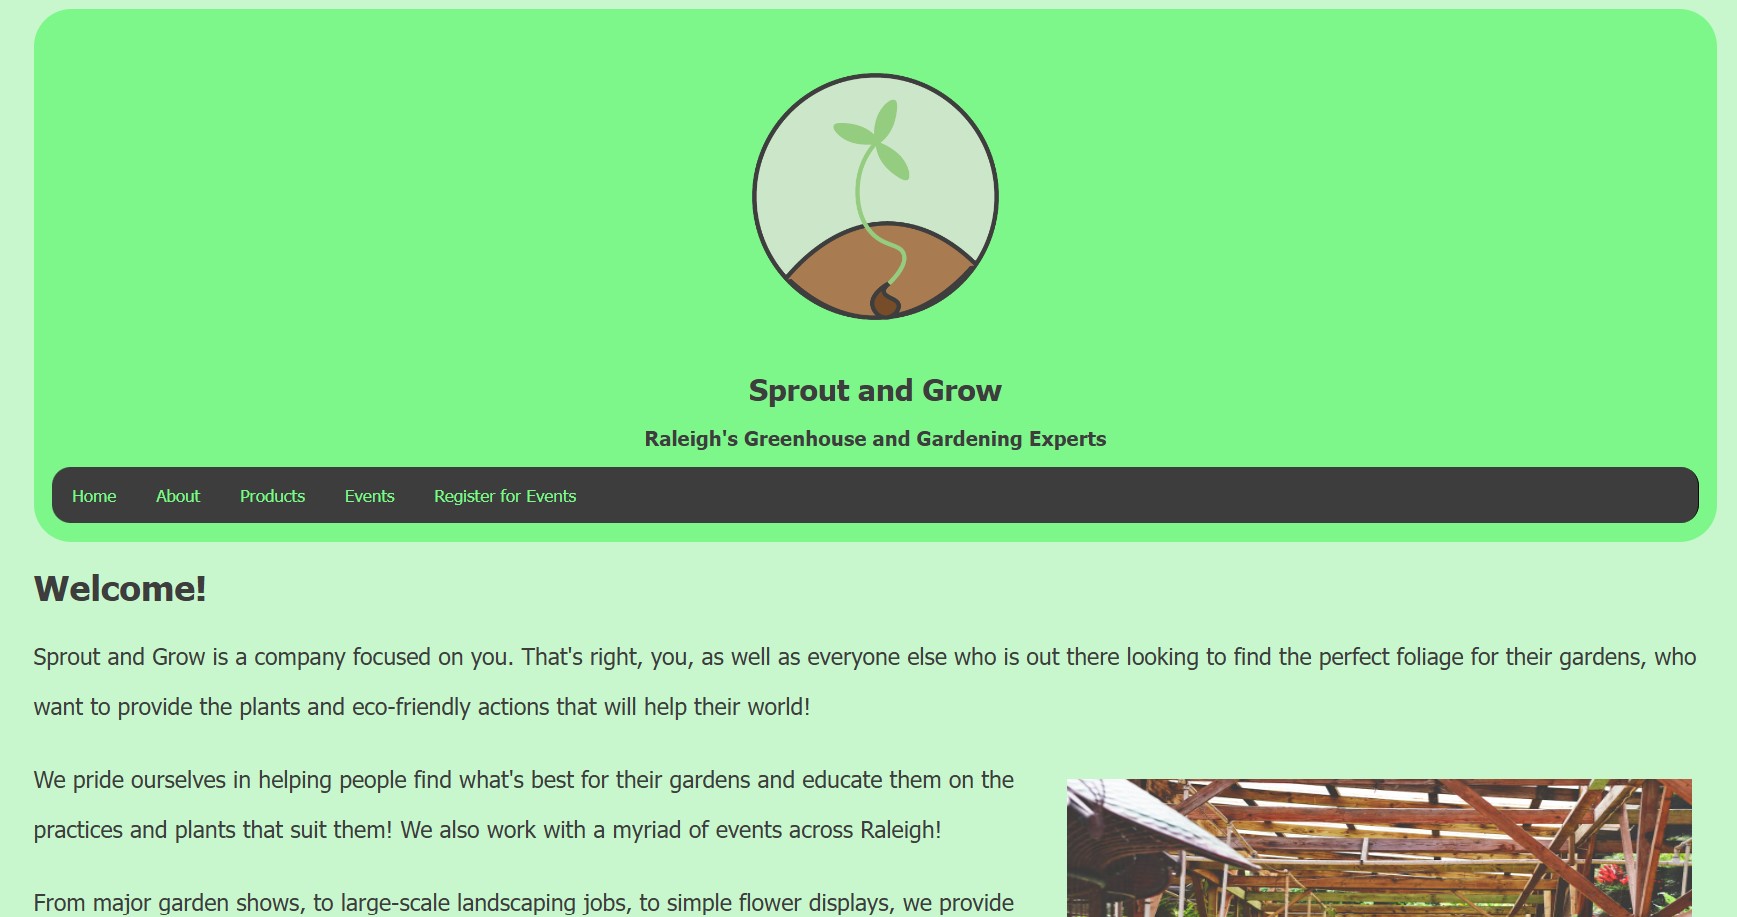 Sprout and Grow
Raleigh's Greenhouse and Gardening Experts
Home About Products Events Register for Events
Welcome!
Sprout and Grow is a company focused on you. That's right, you, as well as everyone else who is out there looking to find the perfect foliage for their gardens, who
want to provide the plants and eco-friendly actions that will help their world!
We pride ourselves in helping people find what's best for their gardens and educate them on the
practices and plants that suit them! We also work with a myriad of events across Raleigh!
From major garden shows, to large-scale landscaping jobs, to simple flower displays, we provide